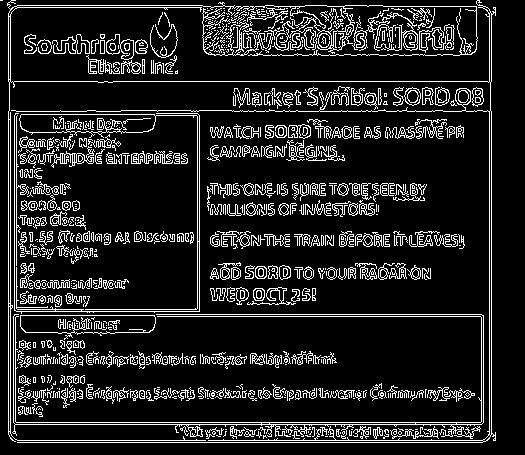 Southridge
Ethanol Inc.
Investor's Alert!
Market Symbol: SORD.OB
Market Data
Company Name:
SOUTHRIDGE ENTERPRISES
INC
Symbol:
SORD.OB
Tues Close:
$1.55 (Trading At Discount)
3-Day Target:
$4
Recommendation:
Strong Buy
WATCH SORD TRADE AS MASSIVE PR
CAMPAIGN BEGINS.
THIS ONE IS SURE TO BE SEEN BY
MILLIONS OF INVESTORS!
GET ON THE TRAIN BEFORE IT LEAVES!
ADD SORD TO YOUR RADAR ON
WED OCT 25!
Headlines:
Southridge Enterprises Retains Investor Relations Firm
Oct 17, 2006
Southridge Enterprises Selects Stockwire to Expand Investor Community Expo-
sure